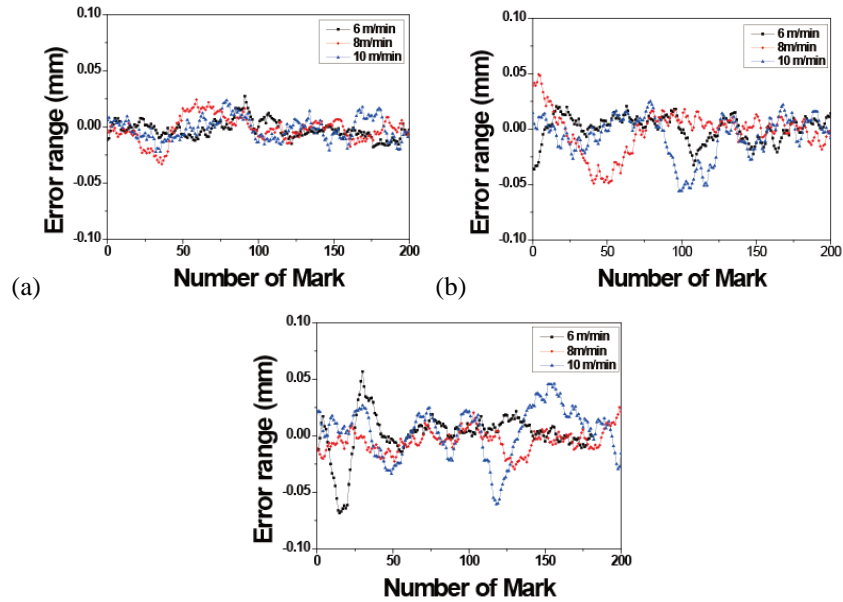 0.10
0.05
0.00
-0.05
-0.10
Error range (mm)
6 m/min
8m/min
10 m/min
0
50
100
150
200
Number of Mark
(a)
0.10
0.05
0.00
-0.05
-0.10
Error range (mm)
6 m/min
8m/min
10 m/min
0
50
100
150
200
Number of Mark
(b)
0.10
0.05
0.00
-0.05
-0.10
Error range (mm)
6 m/min
8m/min
10 m/min
0
50
100
150
200
Number of Mark